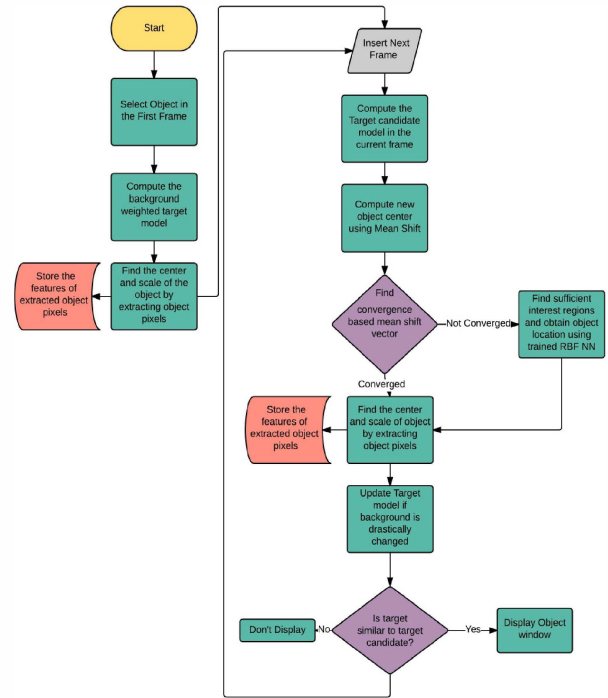 Start
Select Object in
the First Frame
Compute the
background
weighted target
model
Find the center
and scale of the
object by
extracting object
pixels
Store the
features of
extracted object
pixels
Insert Next
Frame
Compute the
Target candidate
model in the
current frame
Compute new
object center
using Mean Shift
Find
convergence
based mean shift
vector
Not Converged
Find sufficient
interest regions
and obtain object
location using
trained RBF NN
Converged
Find the center
and scale of object
by extracting
object pixels
Store the
features of
extracted object
pixels
Update Target
model if
background is
drastically
changed
Is target
similar to target
candidate?
No
Don't Display
Yes
Display Object
window